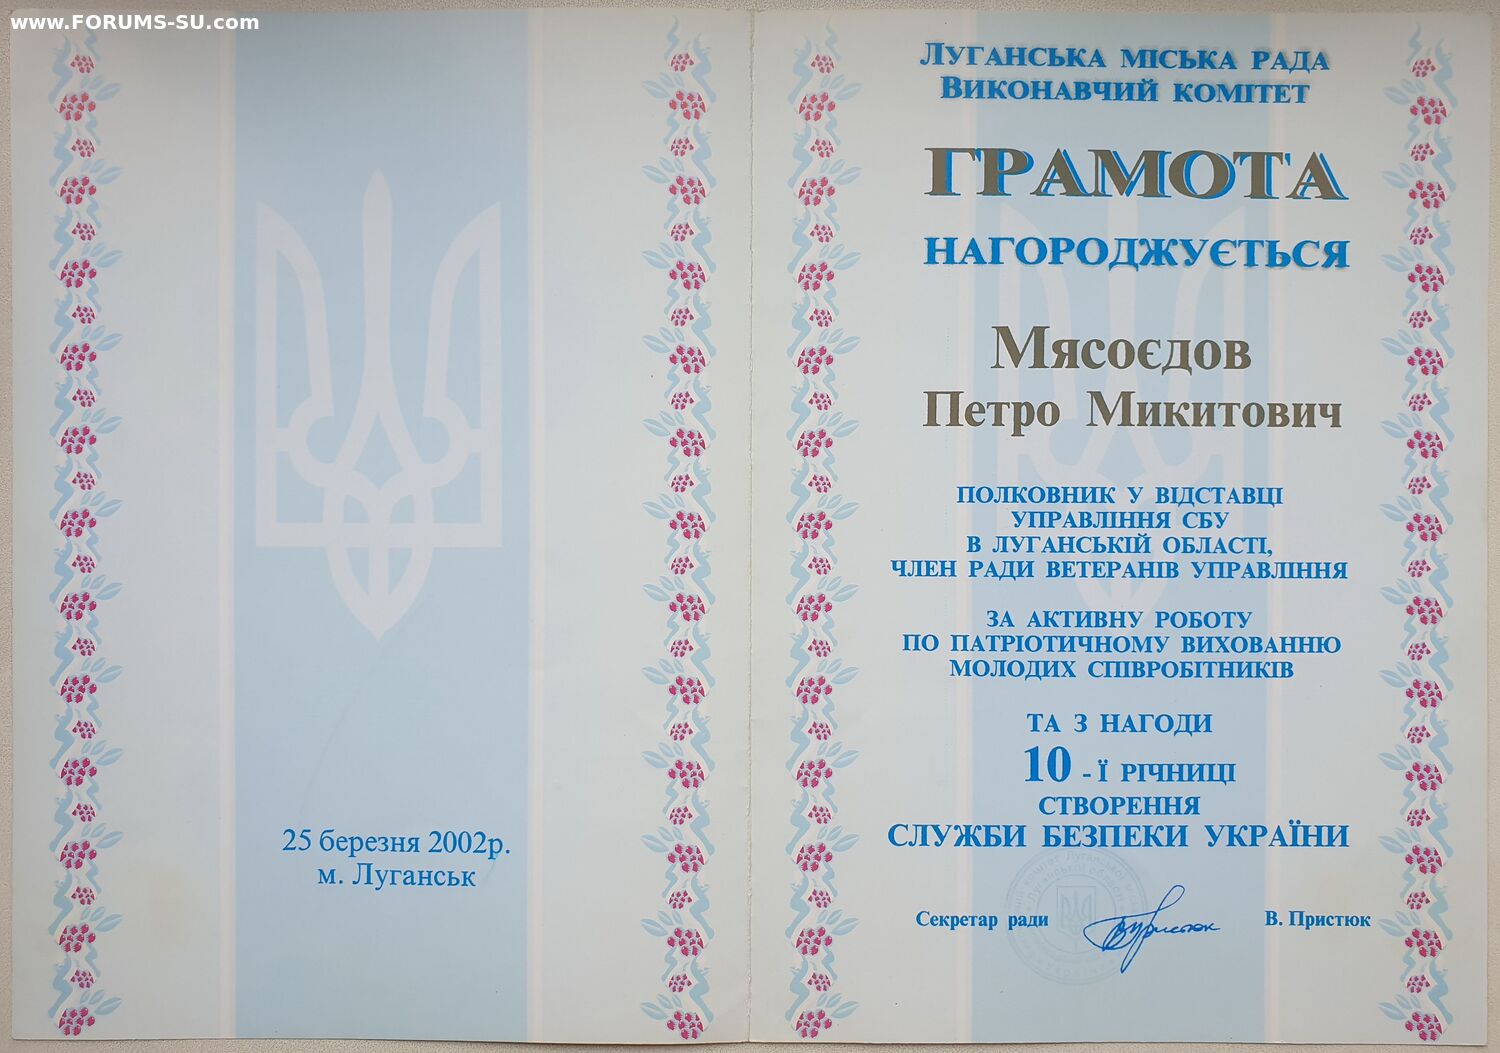 www.FORUMS-SU.com
25 березня 2002р.
м. Луганськ
ЛУГАНСЬКА МІСЬКА РАДА
ВИКОНАВЧИЙ КОМІТЕТ
ГРАМОТА
НАГОРОДЖУЄТЬСЯ
Мясоєдов
Петро Микитович
ПОЛКОВНИК У ВІДСТАВЦІ
УПРАВЛІННЯ СБУ
В ЛУГАНСЬКІЙ ОБЛАСТІ,
ЧЛЕН РАДИ ВЕТЕРАНІВ УПРАВЛІННЯ
ЗА АКТИВНУ РОБОТУ
ПО ПАТРІОТИЧНОМУ ВИХОВАННЮ
МОЛОДИХ СПІВРОБІТНИКІВ
ТА З НАГОДИ
10 - Ї РІЧНИЦІ
СТВОРЕННЯ
СЛУЖБИ БЕЗПЕКИ УКРАЇНИ
Секретар ради В. Пристюк